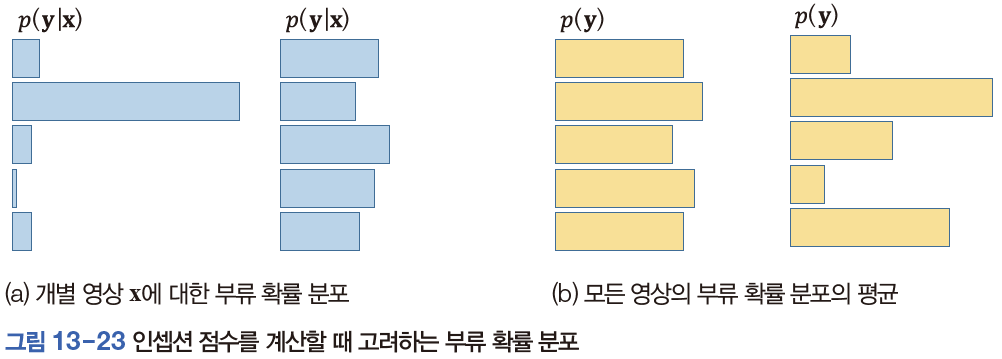 p(y|x)
p(y|x)
p(y)
p(y)
(a) 개별 영상 x에 대한 부류 확률 분포
(b) 모든 영상의 부류 확률 분포의 평균
그림 13-23 인셉션 점수를 계산할 때 고려하는 부류 확률 분포